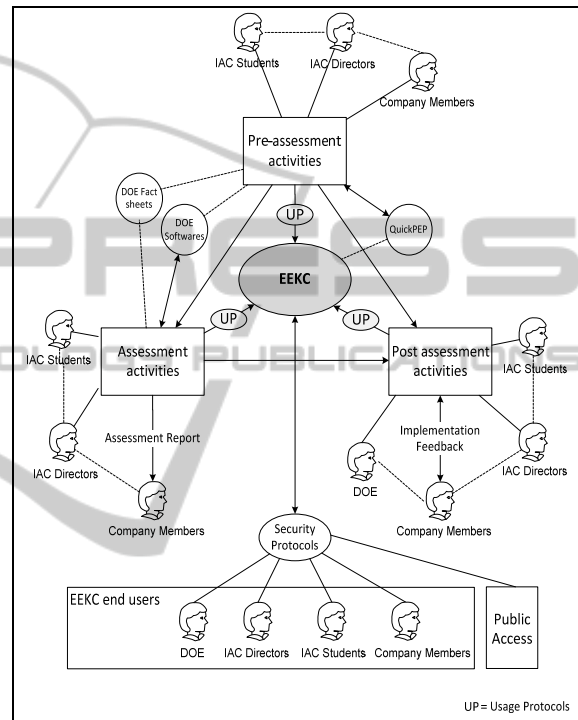 IAC Students
IAC Directors
Company Members
Pre-assessment
activities
DOE Fact
sheets
DOE
Softwares
UP
QuickPEP
EEKC
UP
UP
IAC Students
Assessment
activities
Post assessment
activities
IAC Students
Assessment Report
Implementation
Feedback
IAC Directors
IAC Directors
DOE
Company Members
Company Members
Security
Protocols
EEKC end users
DOE
IAC Directors
IAC Students
Company Members
Public
Access
UP = Usage Protocols
PRESS
PUBLICATIONS